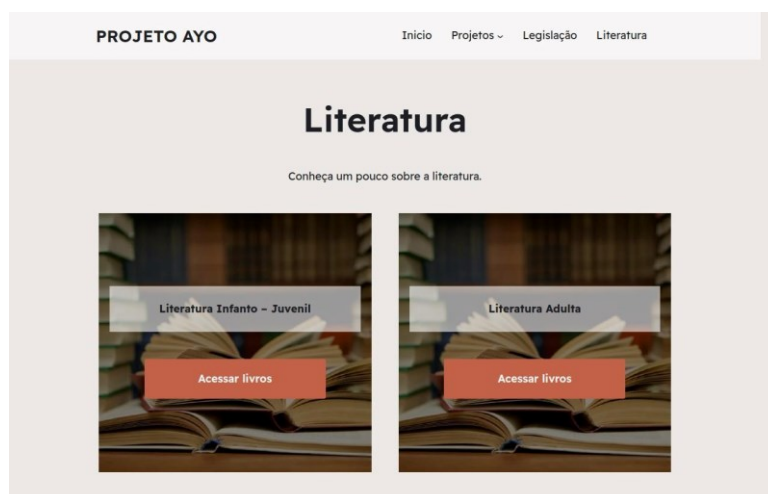 PROJETO AYO
Inicio Projetos Legislação Literatura
Literatura
Conheça um pouco sobre a literatura.
Literatura Infanto – Juvenil
Acessar livros
Literatura Adulta
Acessar livros